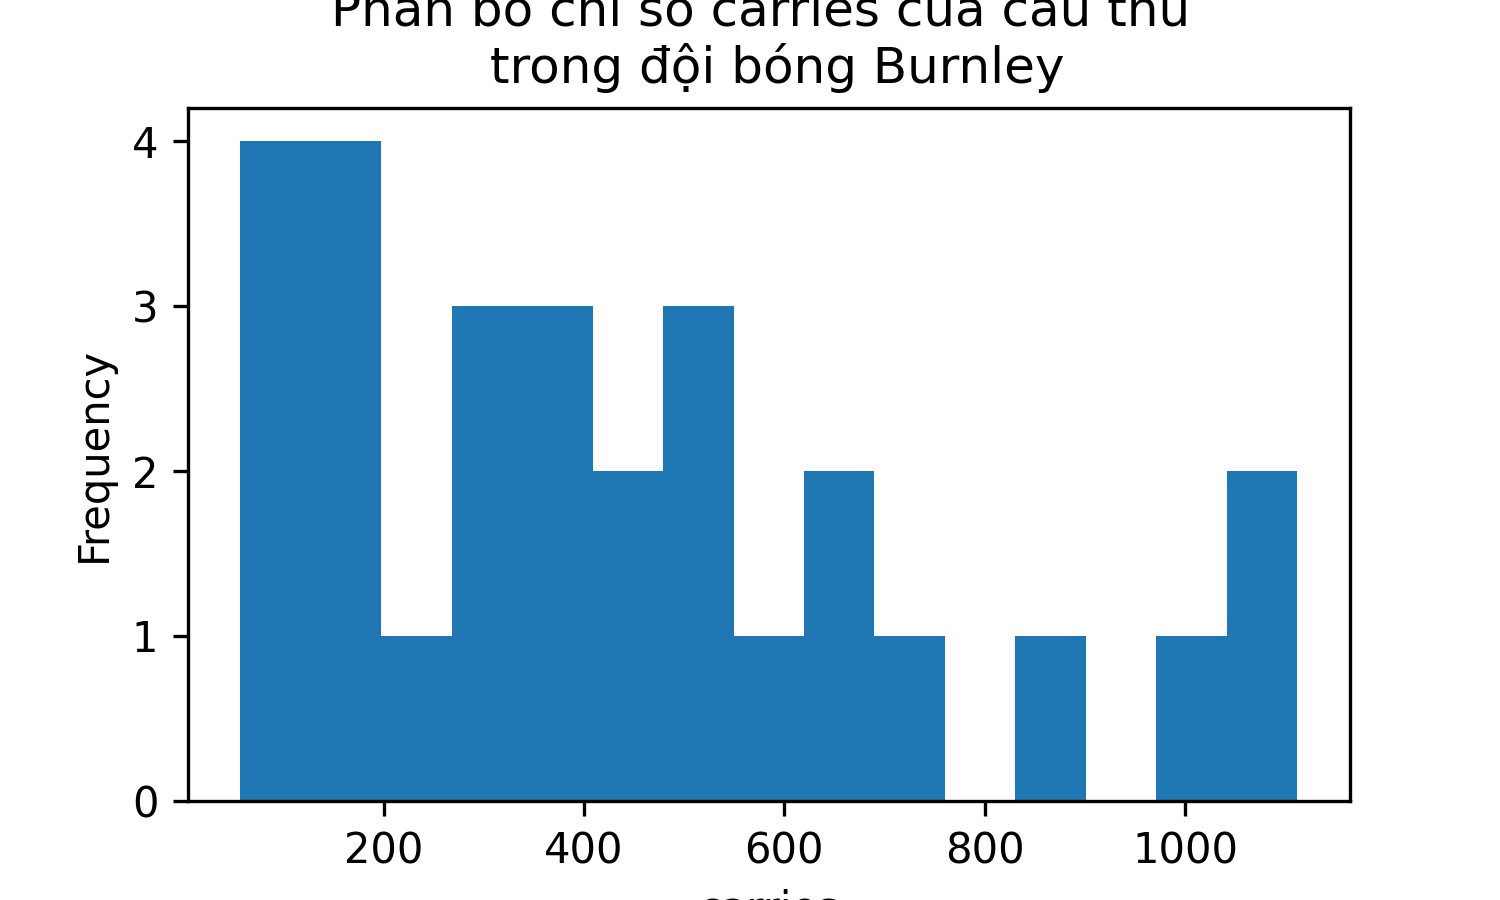 Phân bố chỉ số carries của cầu thủ
trong đội bóng Burnley
4
3
2
1
0
Frequency
200 400 600 800 1000
carries